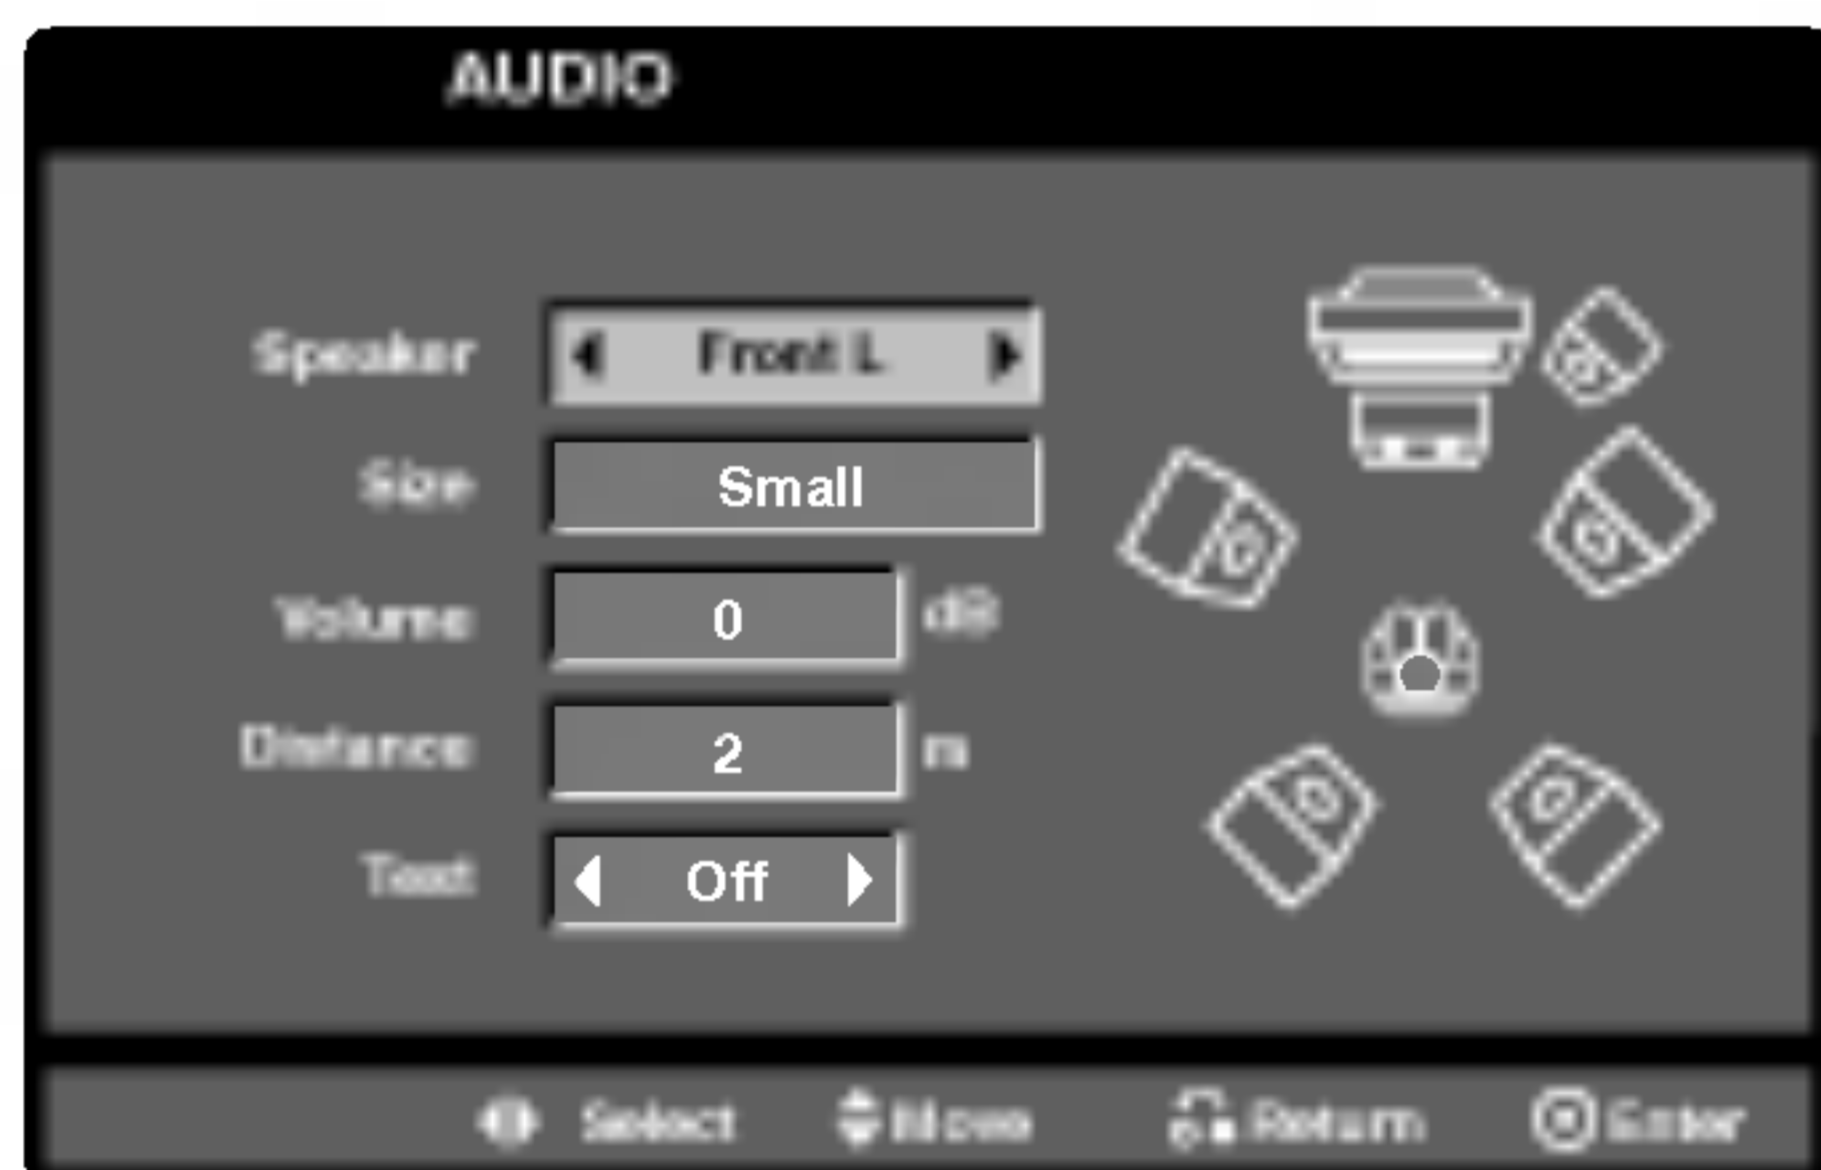 AUDIO
Speaker Front L
Size Small
Volume 0 dB
Distance 2 m
Test Off
Select Move Return Enter